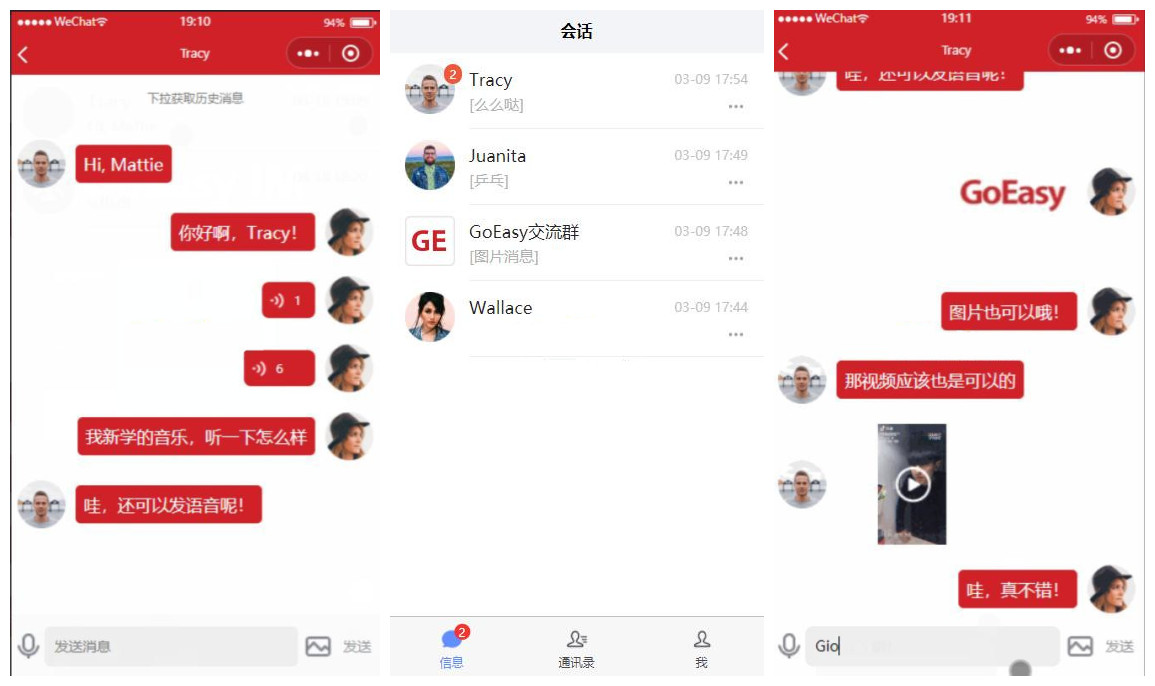 WeChat
19:10
94%
Tracy
下拉获取历史消息
Hi, Mattie
你好啊，Tracy！
1
6
我新学的音乐，听一下怎么样
哇，还可以发语音呢！
发送消息
发送
会话
2
Tracy
03-09 17:54
[么么哒]
Juanita
03-09 17:49
[乒乓]
GE
GoEasy交流群
03-09 17:48
[图片消息]
Wallace
03-09 17:44
2
信息
通讯录
我
WeChat
19:11
94%
Tracy
哇，还可以发语音呢！
GoEasy
图片也可以哦！
那视频应该也是可以的
哇，真不错！
Gio
发送